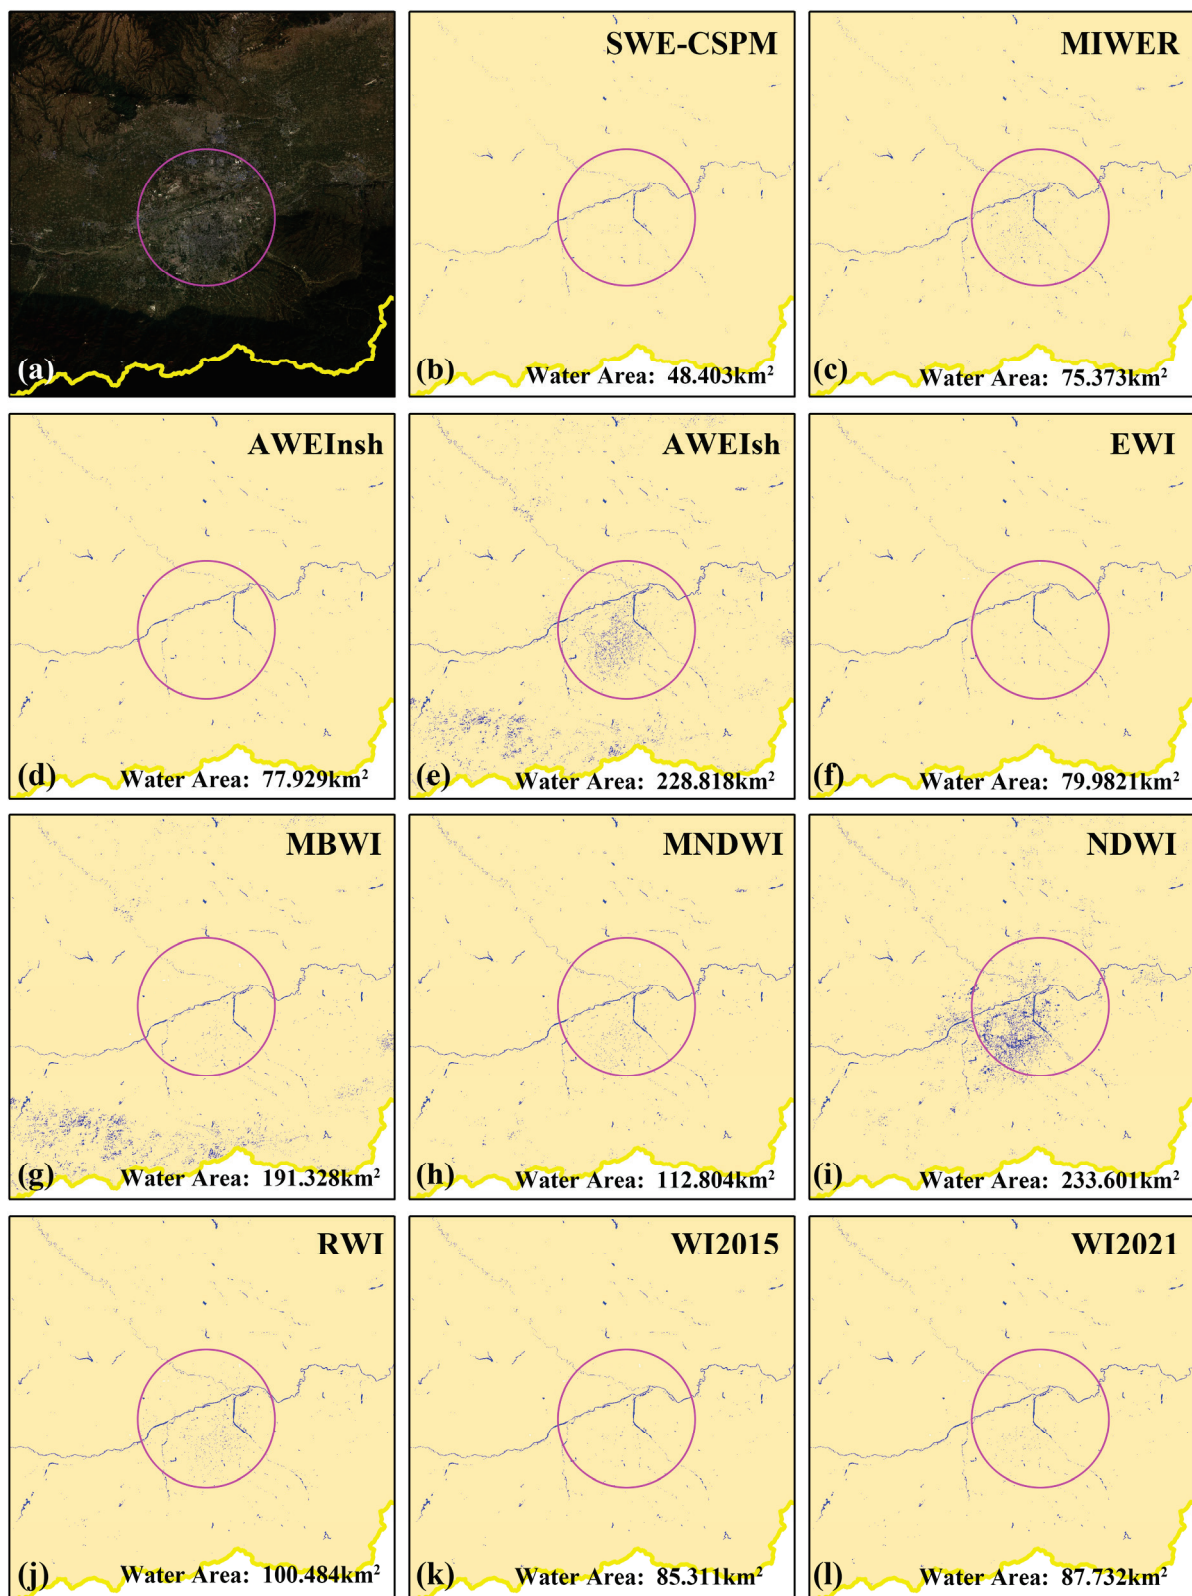 (a)
SWE-CSPM
(b) Water Area: 48.403km²
MIWER
(c) Water Area: 75.373km²
AWEInsh
(d) Water Area: 77.929km²
AWEIsh
(e) Water Area: 228.818km²
EWI
(f) Water Area: 79.9821km²
MBWI
(g) Water Area: 191.328km²
MNDWI
(h) Water Area: 112.804km²
NDWI
(i) Water Area: 233.601km²
RWI
(j) Water Area: 100.484km²
WI2015
(k) Water Area: 85.311km²
WI2021
(l) Water Area: 87.732km²